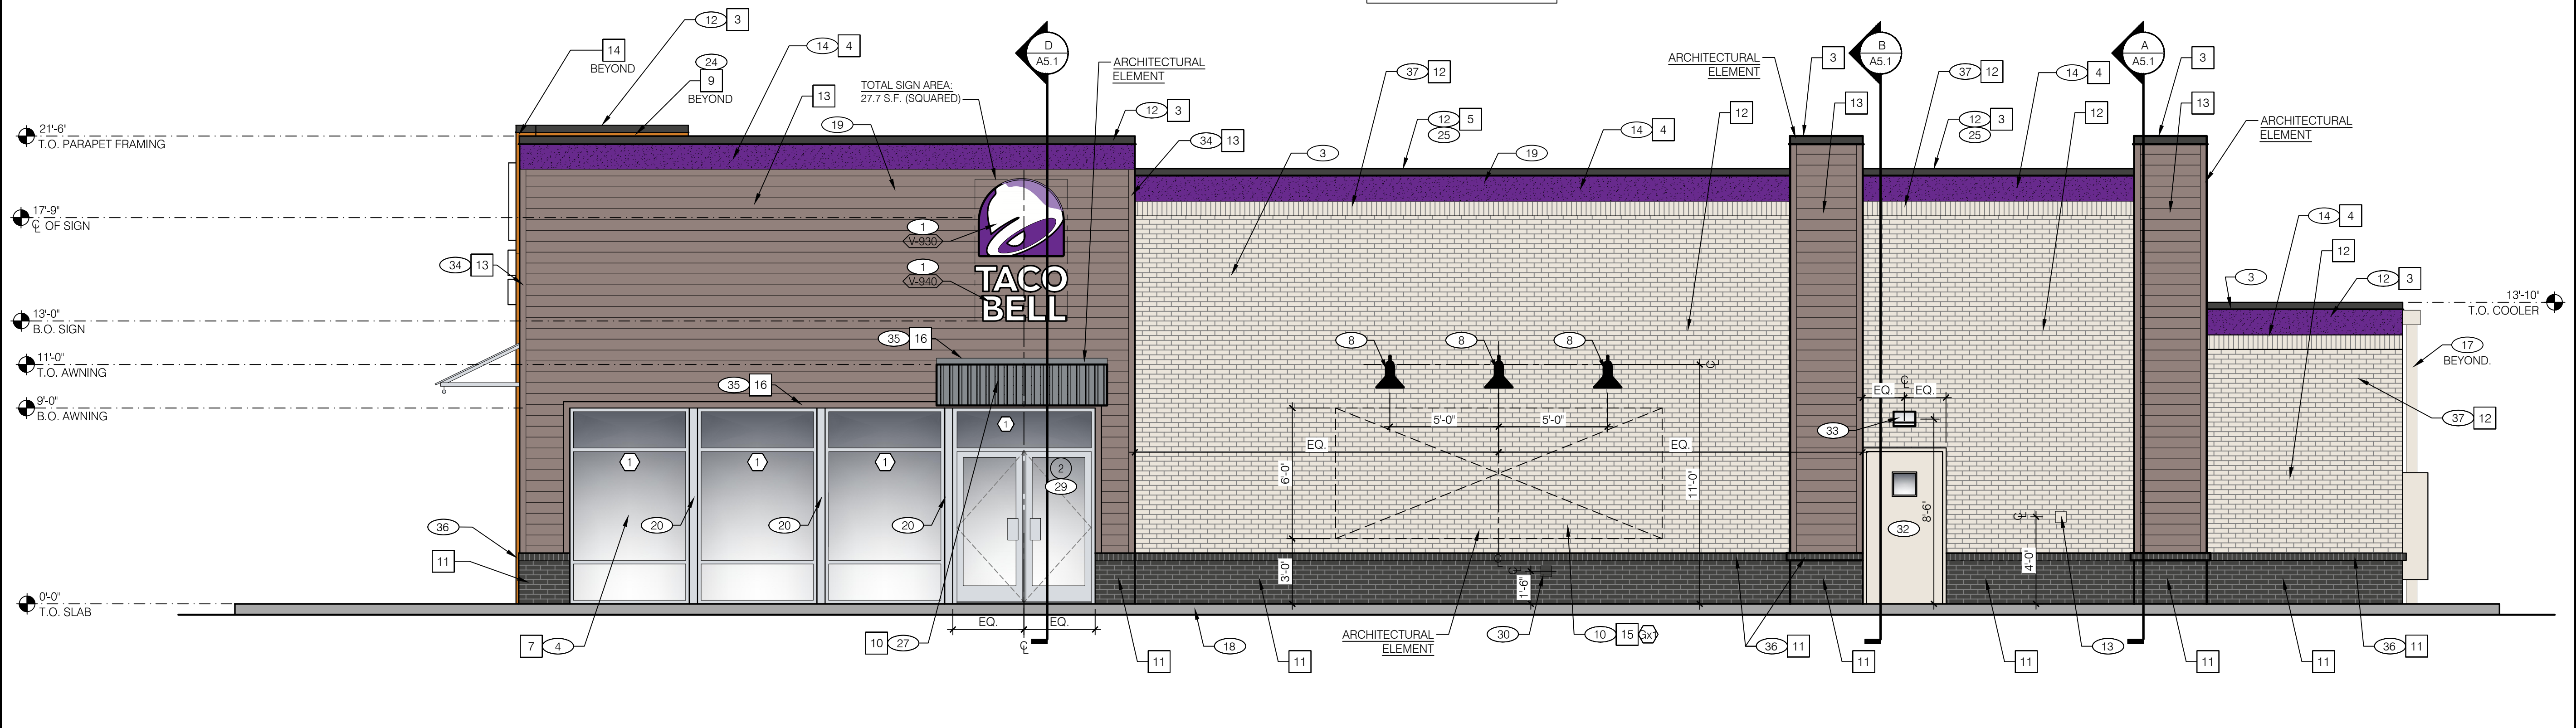 12 3
14
BEYOND
24
9
BEYOND
14 4
13
19
TOTAL SIGN AREA:
27.7 S.F. (SQUARED)
D
A5.1
ARCHITECTURAL
ELEMENT
12 3
34 13
37 12
12 5
25
3
19
14 4
12
ARCHITECTURAL
ELEMENT
3
B
A5.1
13
37 12
12 3
25
14 4
12
A
A5.1
3
13
ARCHITECTURAL
ELEMENT
14 4
12
3
12 3
13'-10"
T.O. COOLER
17
BEYOND.
37 12
21'-6"
T.O. PARAPET FRAMING
17'-9"
℄ OF SIGN
34 13
13'-0"
B.O. SIGN
11'-0"
T.O. AWNING
9'-0"
B.O. AWNING
0'-0"
T.O. SLAB
1
V-930
1
V-940
TACO
BELL
35 16
35 16
1
1
1
1
2
29
20
20
20
36
11
8
8
8
5'-0"
5'-0"
EQ.
EQ.
6'-0"
3'-0"
11'-0"
1'-6"
℄
℄
℄
EQ.
℄
EQ.
33
32
8'-6"
℄
4'-0"
7 4
10 27
EQ.
EQ.
℄
11
18
11
ARCHITECTURAL
ELEMENT
30
10 15 Gx1
36 11
11
11
13
11
11
36 11